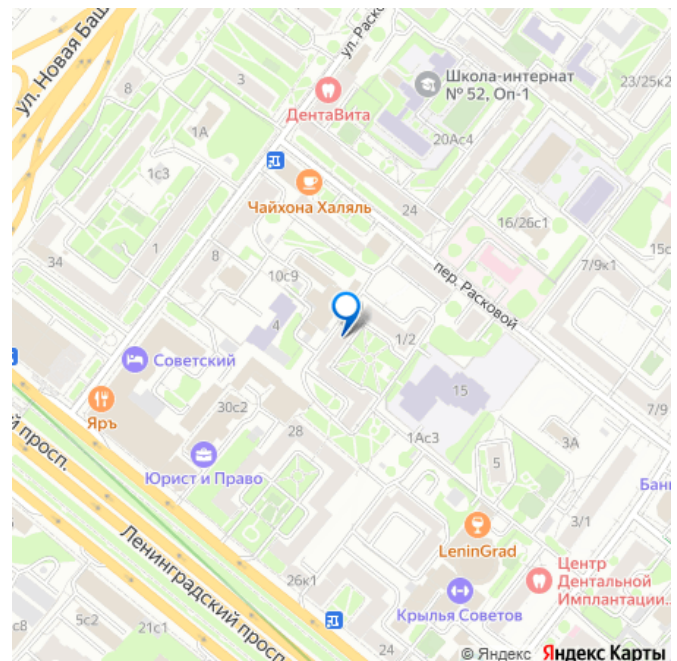 ул. Новая Баш
ул. Раско
8
3
Школа-интернат
№ 52, Оп-1
23/25к2
ДентаВита
1А
20Ас4
1с3
Чайхона Халяль
24
16/26с1
1
8
34
10с9
пер. Расковой
7/9к1
15с
4
1/2
Советский
15
Яръ
30с2
7/9
28
1Ас3
3А
й просп.
Юрист и Право
5
Бан
3/1
LeninGrad
Ленинградский просп.
Центр
Дентальной
Имплантации...
26к1
Крылья Советов
с8
5с2
21с1
24
© Яндекс Яндекс Карты